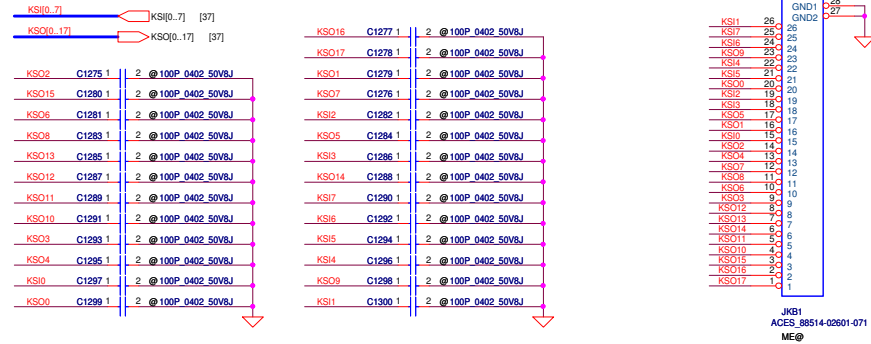 KSI[0..7] KSI[0..7] [37]
KSO[0..17] KSO[0..17] [37]
KSO2 C1275 1 2 @100P_0402_50V8J
KSO15 C1280 1 2 @100P_0402_50V8J
KSO6 C1281 1 2 @100P_0402_50V8J
KSO8 C1283 1 2 @100P_0402_50V8J
KSO13 C1285 1 2 @100P_0402_50V8J
KSO12 C1287 1 2 @100P_0402_50V8J
KSO11 C1289 1 2 @100P_0402_50V8J
KSO10 C1291 1 2 @100P_0402_50V8J
KSO3 C1293 1 2 @100P_0402_50V8J
KSO4 C1295 1 2 @100P_0402_50V8J
KSI0 C1297 1 2 @100P_0402_50V8J
KSO0 C1299 1 2 @100P_0402_50V8J
KSO16 C1277 1 2 @100P_0402_50V8J
KSO17 C1278 1 2 @100P_0402_50V8J
KSO1 C1279 1 2 @100P_0402_50V8J
KSO7 C1276 1 2 @100P_0402_50V8J
KSI2 C1282 1 2 @100P_0402_50V8J
KSO5 C1284 1 2 @100P_0402_50V8J
KSI3 C1286 1 2 @100P_0402_50V8J
KSO14 C1288 1 2 @100P_0402_50V8J
KSI7 C1290 1 2 @100P_0402_50V8J
KSI6 C1292 1 2 @100P_0402_50V8J
KSI5 C1294 1 2 @100P_0402_50V8J
KSI4 C1296 1 2 @100P_0402_50V8J
KSO9 C1298 1 2 @100P_0402_50V8J
KSI1 C1300 1 2 @100P_0402_50V8J
GND1 28
GND2 27
KSI1 26 26
KSI7 25 25
KSI6 24 24
KSO9 23 23
KSI4 22 22
KSI5 21 21
KSO0 20 20
KSI2 19 19
KSI3 18 18
KSO5 17 17
KSO1 16 16
KSI0 15 15
KSO2 14 14
KSO4 13 13
KSO7 12 12
KSO8 11 11
KSO6 10 10
KSO3 9 9
KSO12 8 8
KSO13 7 7
KSO14 6 6
KSO11 5 5
KSO10 4 4
KSO15 3 3
KSO16 2 2
KSO17 1 1
JKB1
ACES_88514-02601-071
ME@